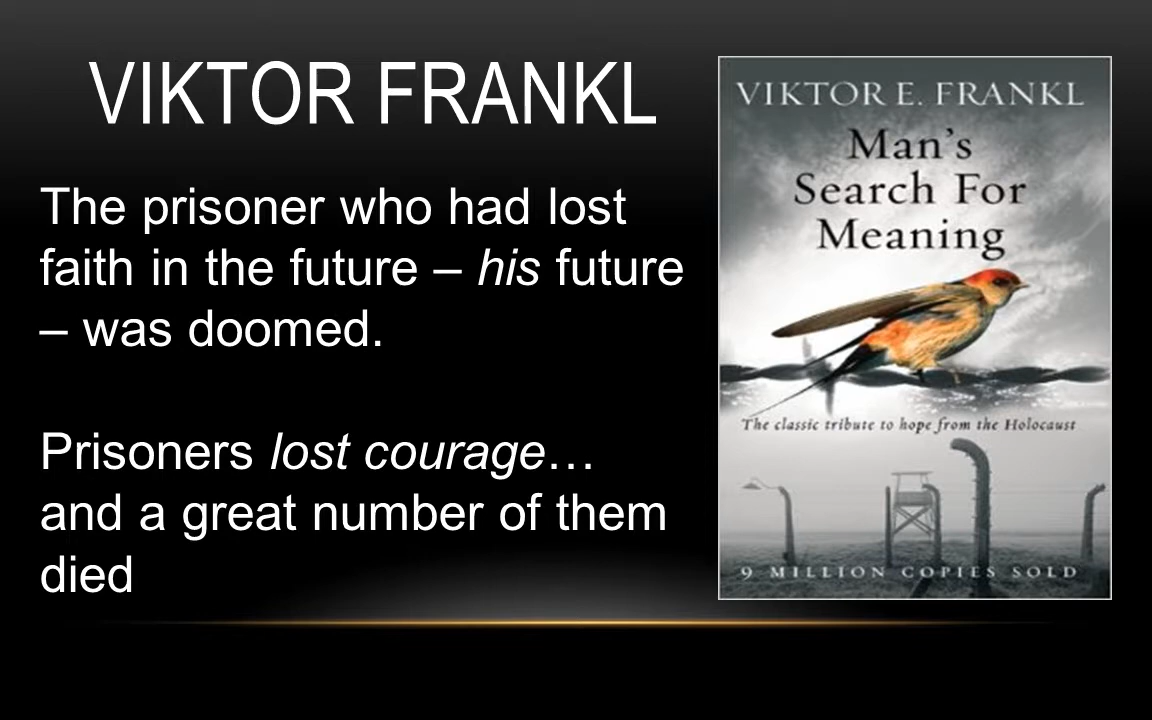 VIKTOR FRANKL
The prisoner who had lost
faith in the future – his future
– was doomed.
Prisoners lost courage…
and a great number of them
died
VIKTOR E. FRANKL
Man's
Search For
Meaning
The classic tribute to hope from the Holocaust
9 MILLION COPIES SOLD